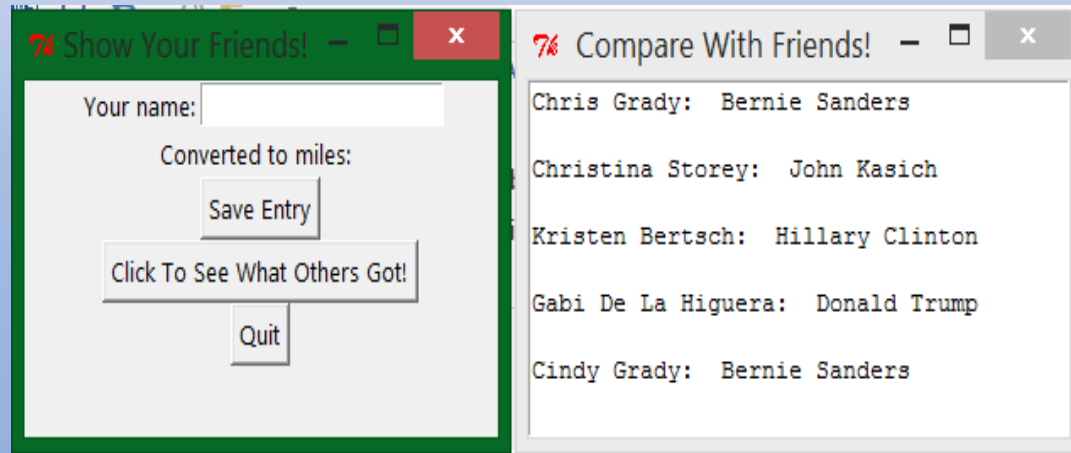 Show Your Friends!
Your name:
Converted to miles:
Save Entry
Click To See What Others Got!
Quit
Compare With Friends!
Chris Grady:  Bernie Sanders
Christina Storey:  John Kasich
Kristen Bertsch:  Hillary Clinton
Gabi De La Higuera:  Donald Trump
Cindy Grady:  Bernie Sanders